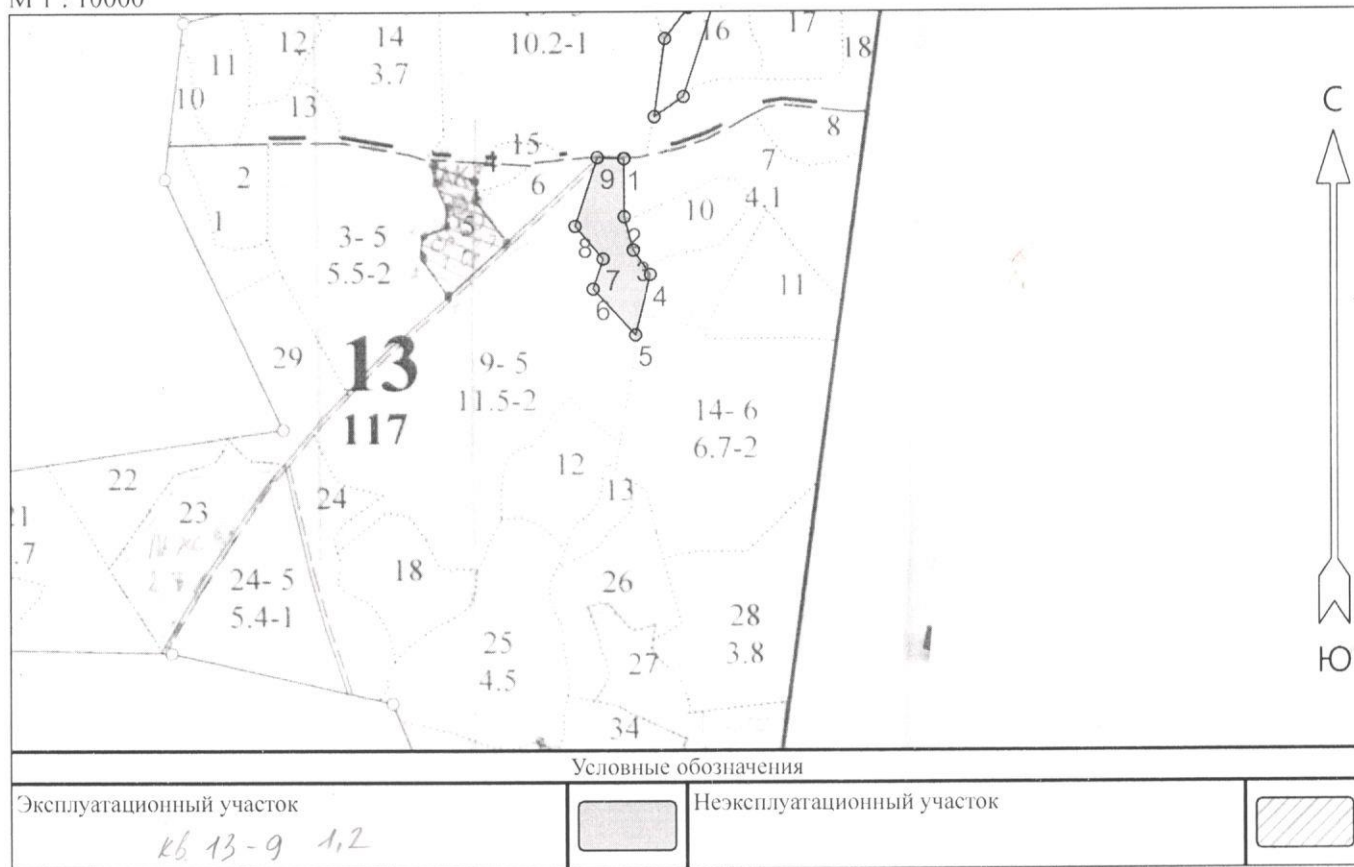 М 1 : 10000
12 14 10.2-1 16 17
11 3.7 18
10 13
15 4 8
2 6 9 1 7
1 5 10 4.1
3- 5 2
5.5-2 8 3
7 4 11
6
5
29 13 9- 5
11.5-2
117 14- 6
6.7-2
22 24 12 13
21 23
.7
18 26
24- 5
5.4-1
25 28
4.5 27 3.8
34
С
Ю
Условные обозначения
Эксплуатационный участок
Неэксплуатационный участок
кв. 13-9 1,2